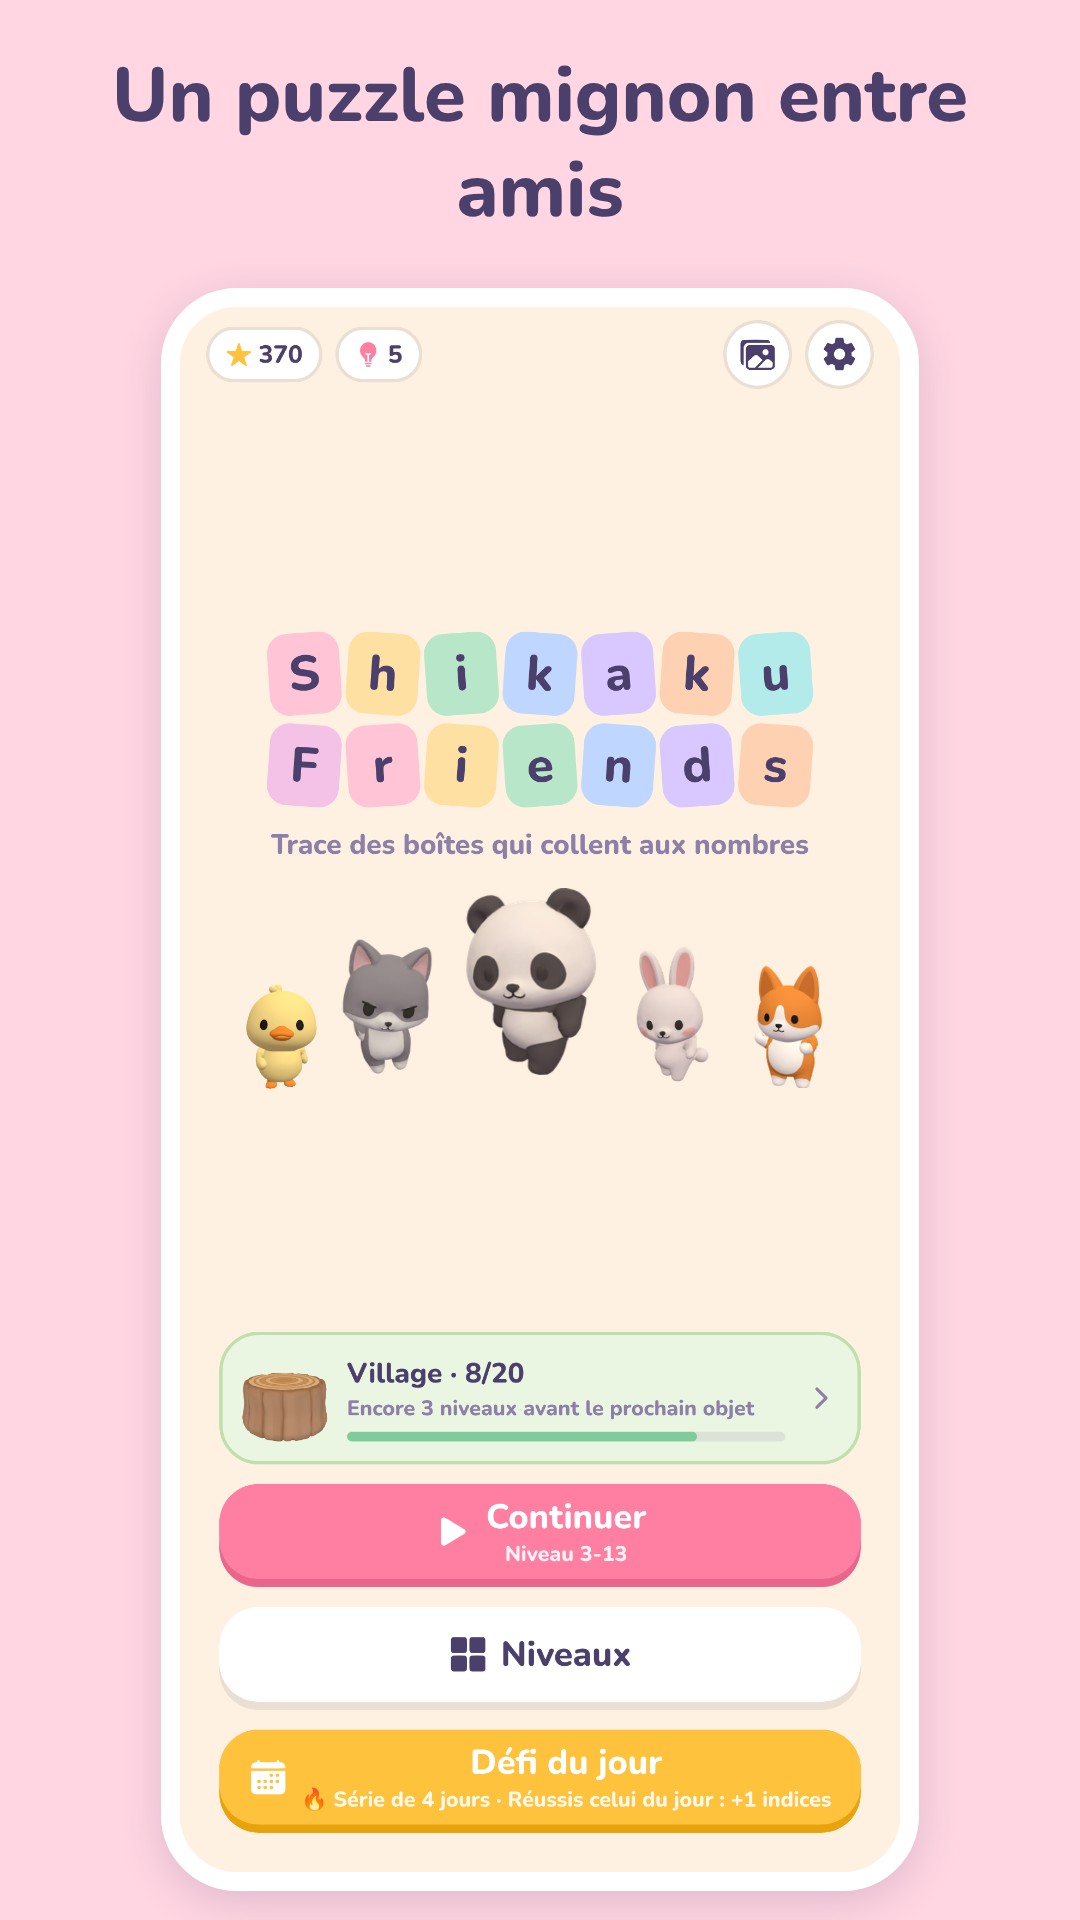 Un puzzle mignon entre
amis
370
5
Shikaku
Friends
Trace des boîtes qui collent aux nombres
Village · 8/20
Encore 3 niveaux avant le prochain objet
Continuer
Niveau 3-13
Niveaux
Défi du jour
🔥 Série de 4 jours · Réussis celui du jour : +1 indices